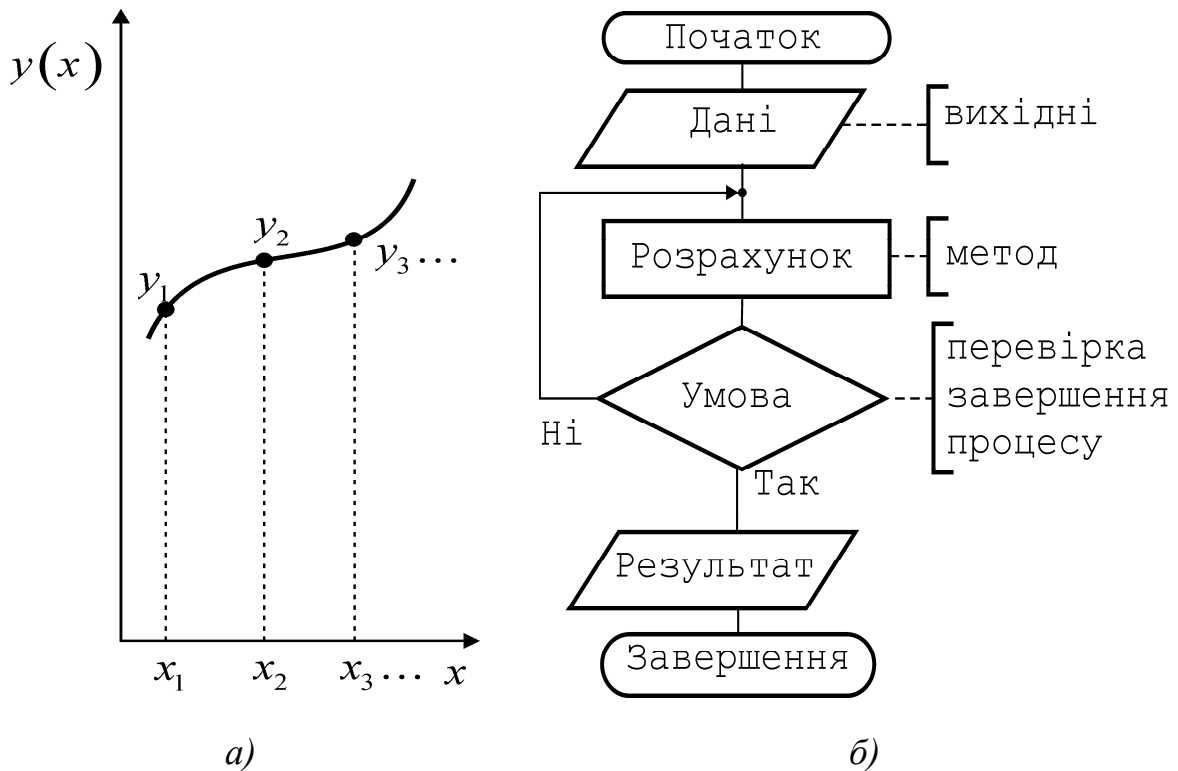 y(x)
y₁
y₂
y₃...
x₁ x₂ x₃... x
а)
Початок
Дані
вихідні
Розрахунок
метод
Умова
перевірка
завершення
процесу
Ні
Так
Результат
Завершення
б)